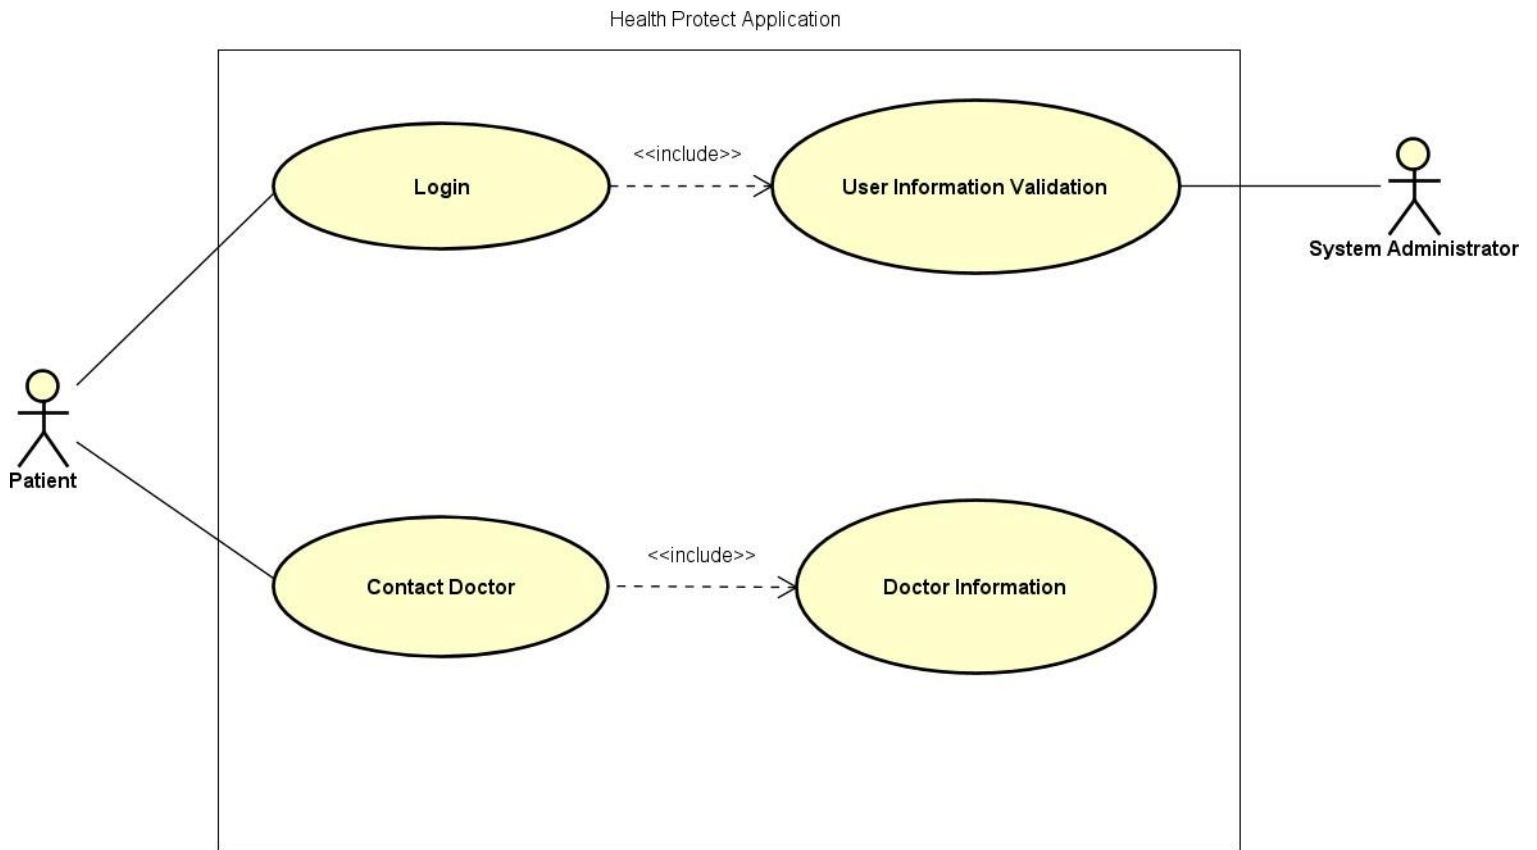 Health Protect Application
Login
<<include>>
User Information Validation
System Administrator
Patient
Contact Doctor
<<include>>
Doctor Information